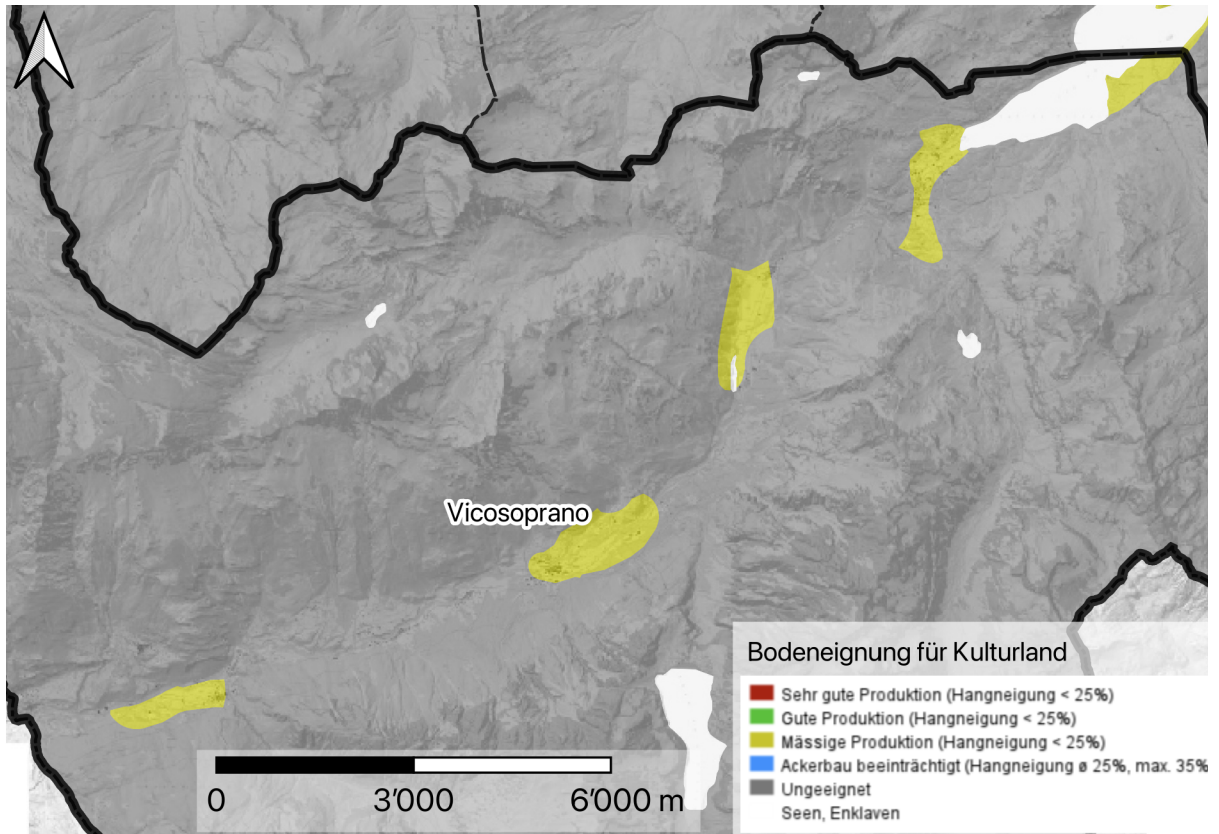 Vicosoprano
Bodeneignung für Kulturland
Sehr gute Produktion (Hangneigung < 25%)
Gute Produktion (Hangneigung < 25%)
Mässige Produktion (Hangneigung < 25%)
Ackerbau beeinträchtigt (Hangneigung ø 25%, max. 35%
Ungeeignet
Seen, Enklaven
0 3'000 6'000 m